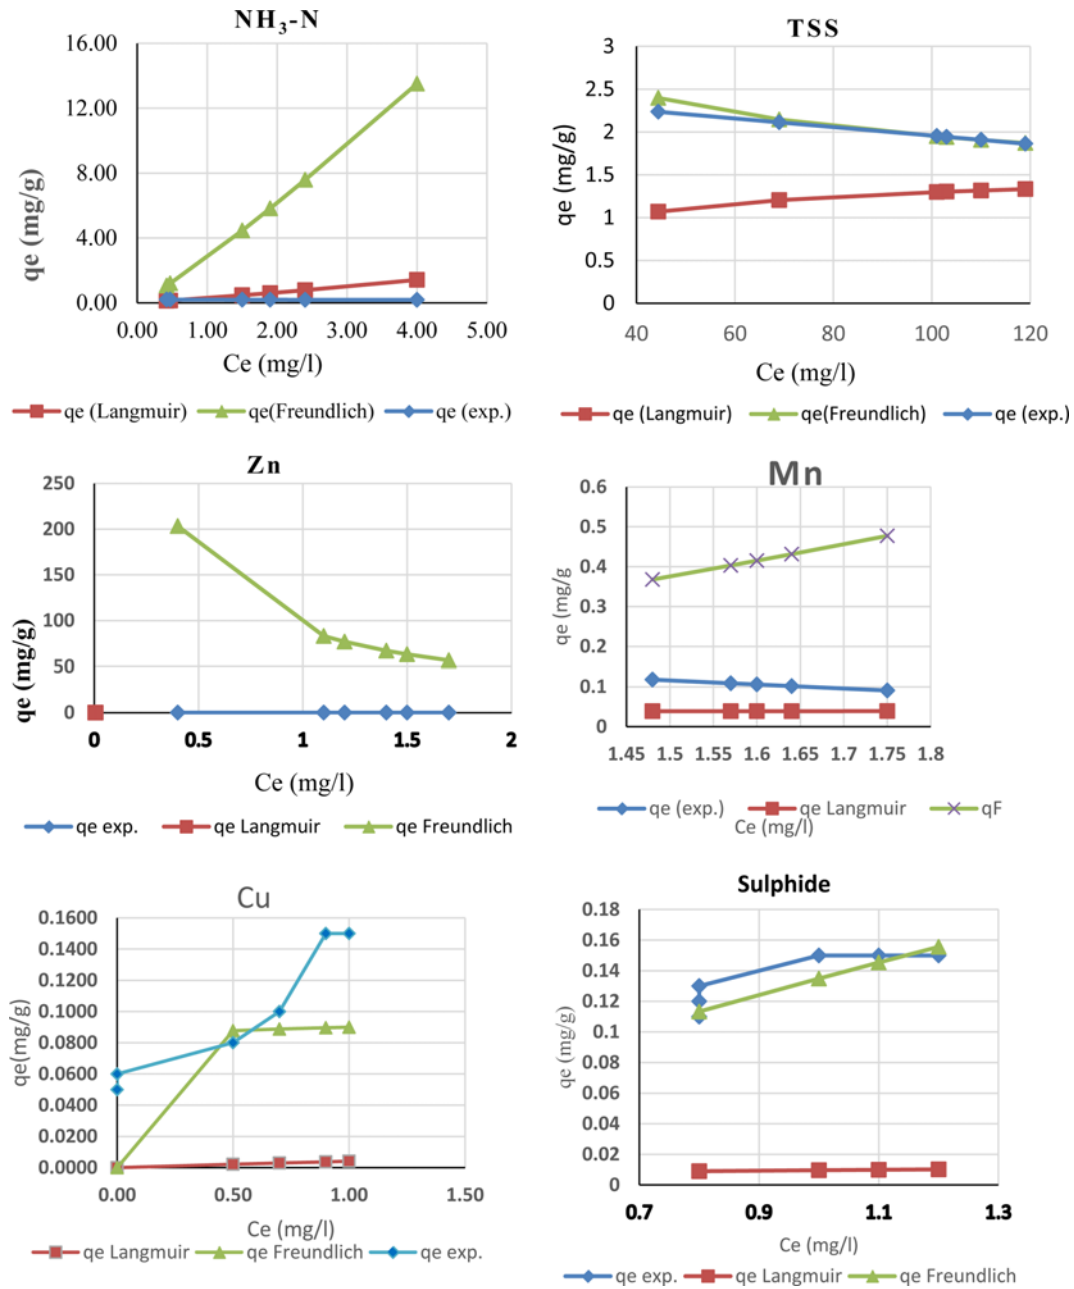 NH3-N
16.00
12.00
8.00
4.00
0.00
qe (mg/g)
0.00 1.00 2.00 3.00 4.00 5.00
Ce (mg/l)
qe (Langmuir) qe(Freundlich) qe (exp.)
TSS
3
2.5
2
1.5
1
0.5
0
qe (mg/g)
40 60 80 100 120
Ce (mg/l)
qe (Langmuir) qe(Freundlich) qe (exp.)
Zn
250
200
150
100
50
0
qe (mg/g)
0 0.5 1 1.5 2
Ce (mg/l)
qe exp. qe Langmuir qe Freundlich
Mn
0.6
0.5
0.4
0.3
0.2
0.1
0
qe (mg/g
1.45 1.5 1.55 1.6 1.65 1.7 1.75 1.8
qe (exp.) qe Langmuir qF
Ce (mg/l)
Cu
0.1600
0.1400
0.1200
0.1000
0.0800
0.0600
0.0400
0.0200
0.0000
qe(mg/g)
0.00 0.50 1.00 1.50
Ce (mg/l)
qe Langmuir qe Freundlich qe exp.
Sulphide
0.18
0.16
0.14
0.12
0.1
0.08
0.06
0.04
0.02
0
qe (mg/g)
0.7 0.9 1.1 1.3
Ce (mg/l)
qe exp. qe Langmuir qe Freundlich